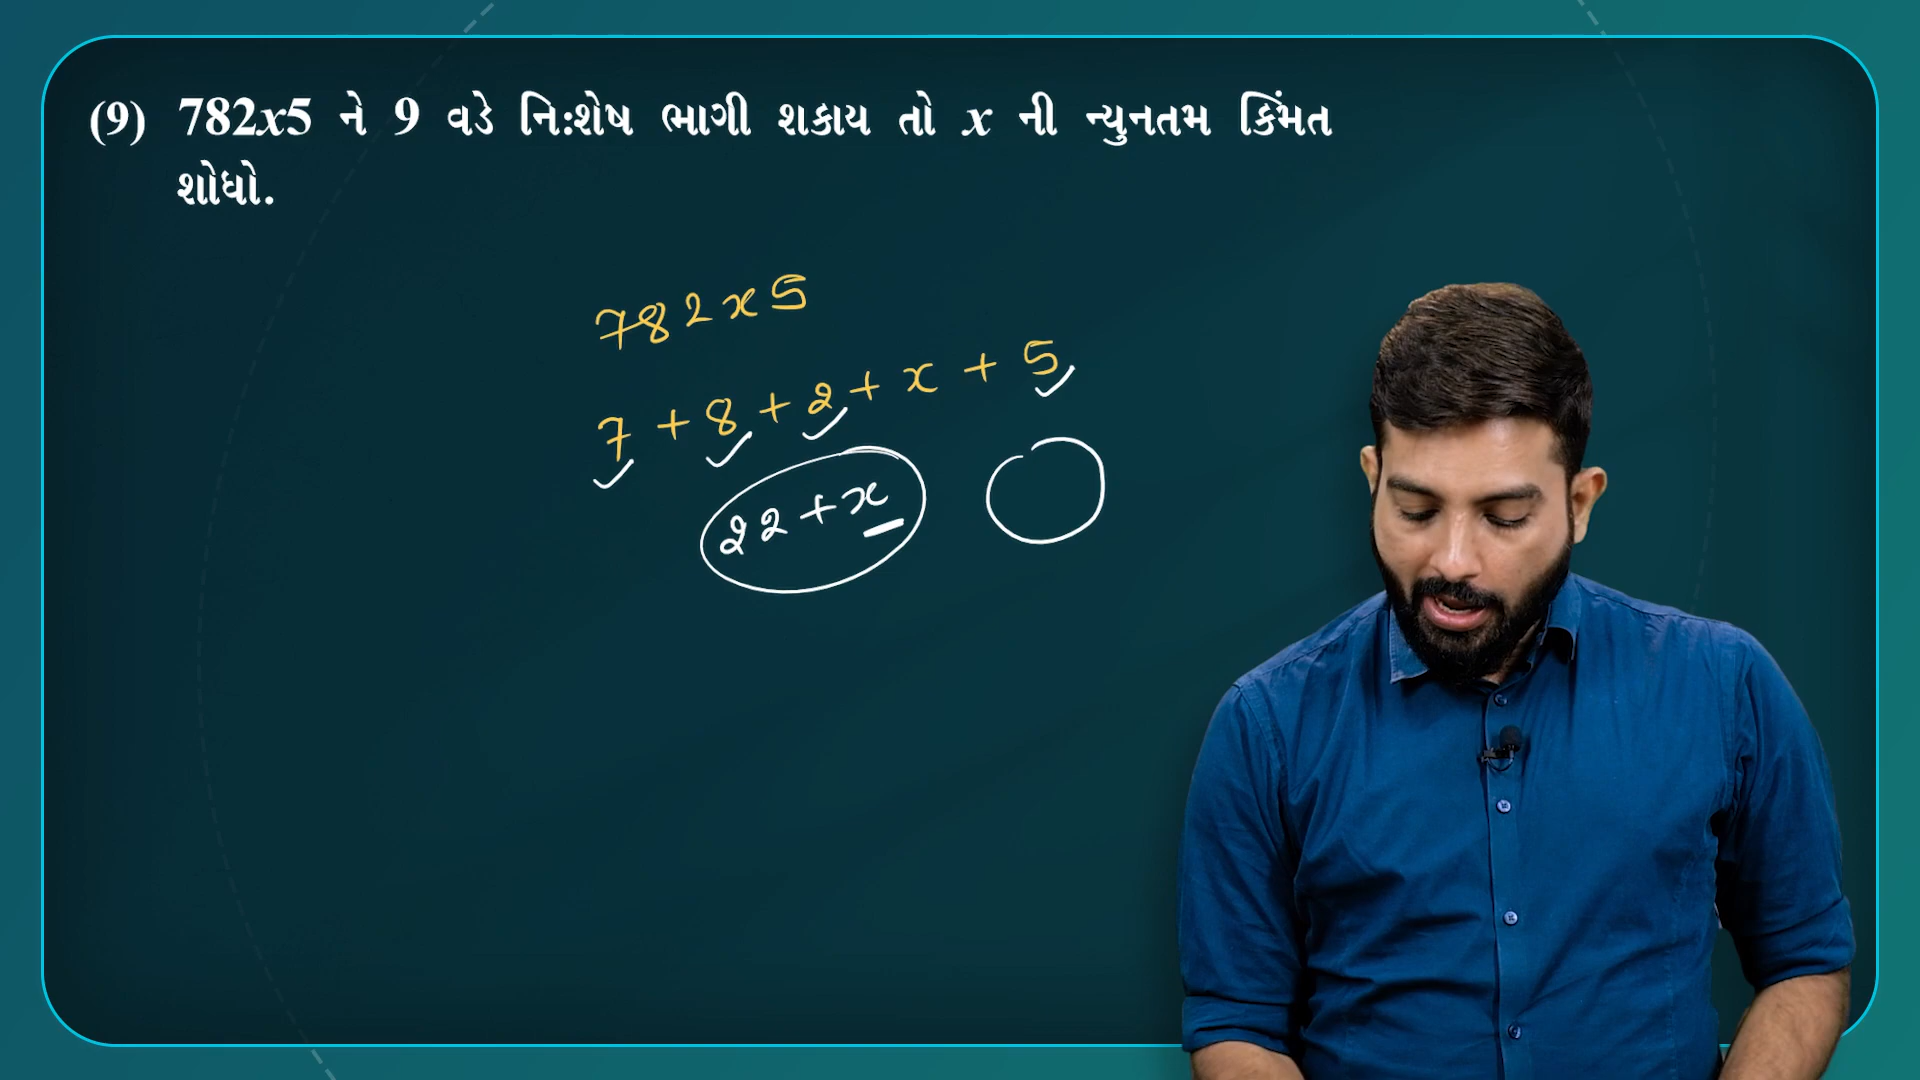 (9) 782x5 ને 9 વડે નિઃશેષ ભાગી શકાય તો x ની ન્યુનતમ કિંમત
શોધો.
782x5
7 + 8 + 2 + x + 5
22 + x